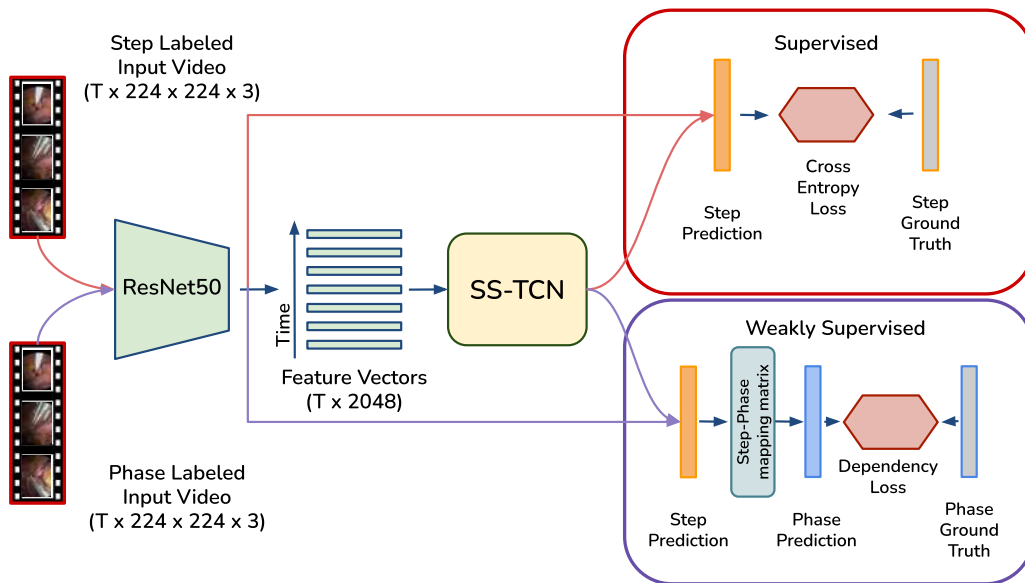 Step Labeled
Input Video
(T x 224 x 224 x 3)
ResNet50
Time
Feature Vectors
(T x 2048)
SS-TCN
Phase Labeled
Input Video
(T x 224 x 224 x 3)
Supervised
Step
Prediction
Cross
Entropy
Loss
Step
Ground
Truth
Weakly Supervised
Step
Prediction
Step-Phase
mapping matrix
Phase
Prediction
Dependency
Loss
Phase
Ground
Truth